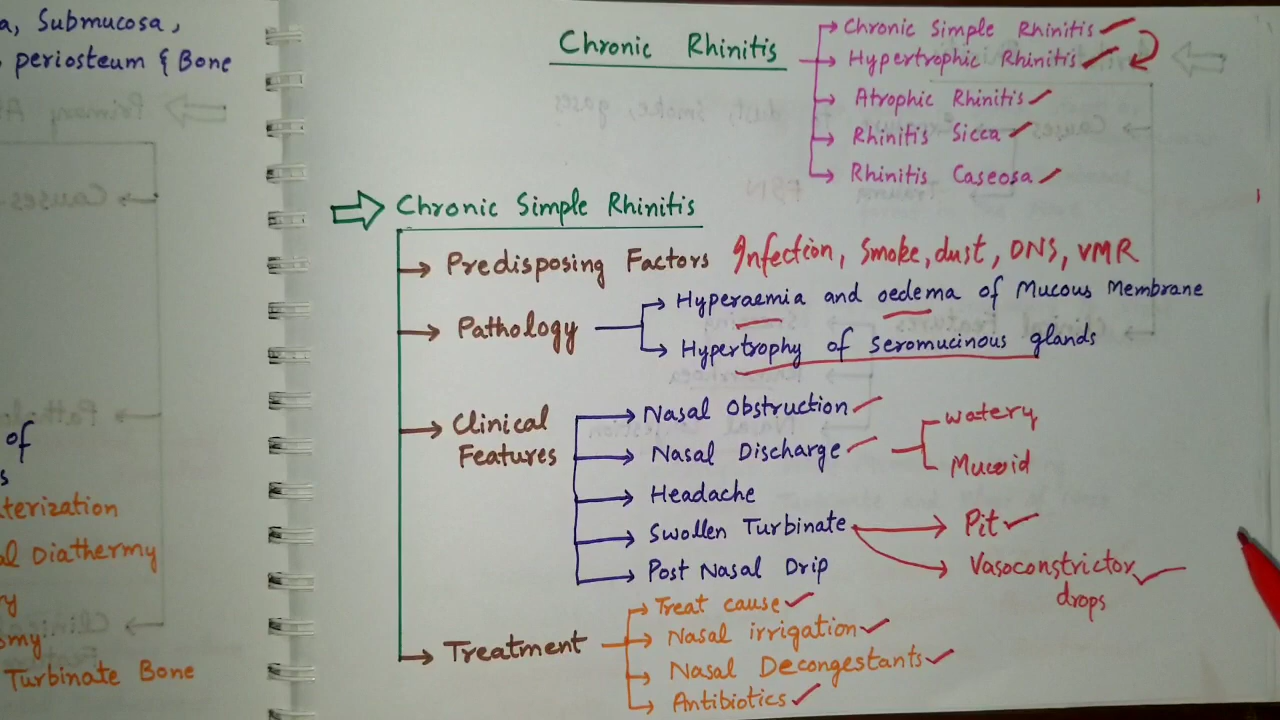 a, Submucosa,
periosteum & Bone
of
s
terization
al Diathermy
ry
omy
Turbinate Bone
Chronic Rhinitis
Chronic Simple Rhinitis
Hypertrophic Rhinitis
Atrophic Rhinitis
Rhinitis Sicca
Rhinitis Caseosa
Chronic Simple Rhinitis
Predisposing Factors Infection, Smoke, dust, DNS, VMR
Pathology
Hyperaemia and oedema of Mucous Membrane
Hypertrophy of Seromucinous glands
Clinical
Features
Nasal Obstruction
Nasal Discharge
watery
Mucoid
Headache
Swollen Turbinate
Pit
Vasoconstrictor
drops
Post Nasal Drip
Treatment
Treat cause
Nasal irrigation
Nasal Decongestants
Antibiotics